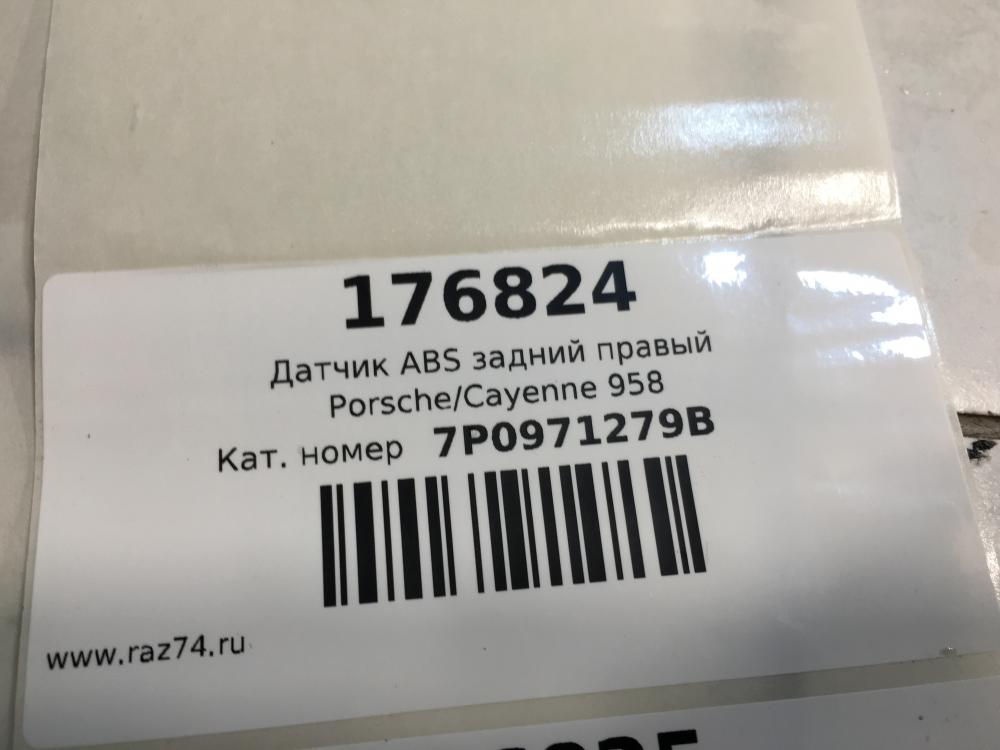 176824
Датчик ABS задний правый
Porsche/Cayenne 958
Кат. номер 7P0971279B
www.raz74.ru